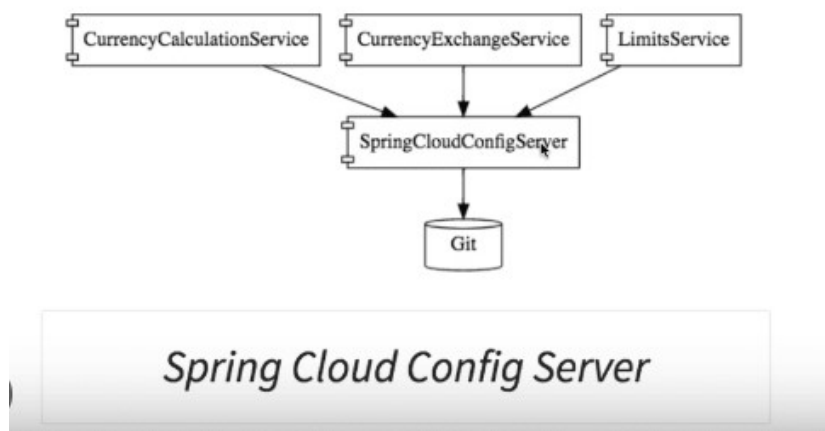 CurrencyCalculationService
CurrencyExchangeService
LimitsService
SpringCloudConfigServer
Git
Spring Cloud Config Server